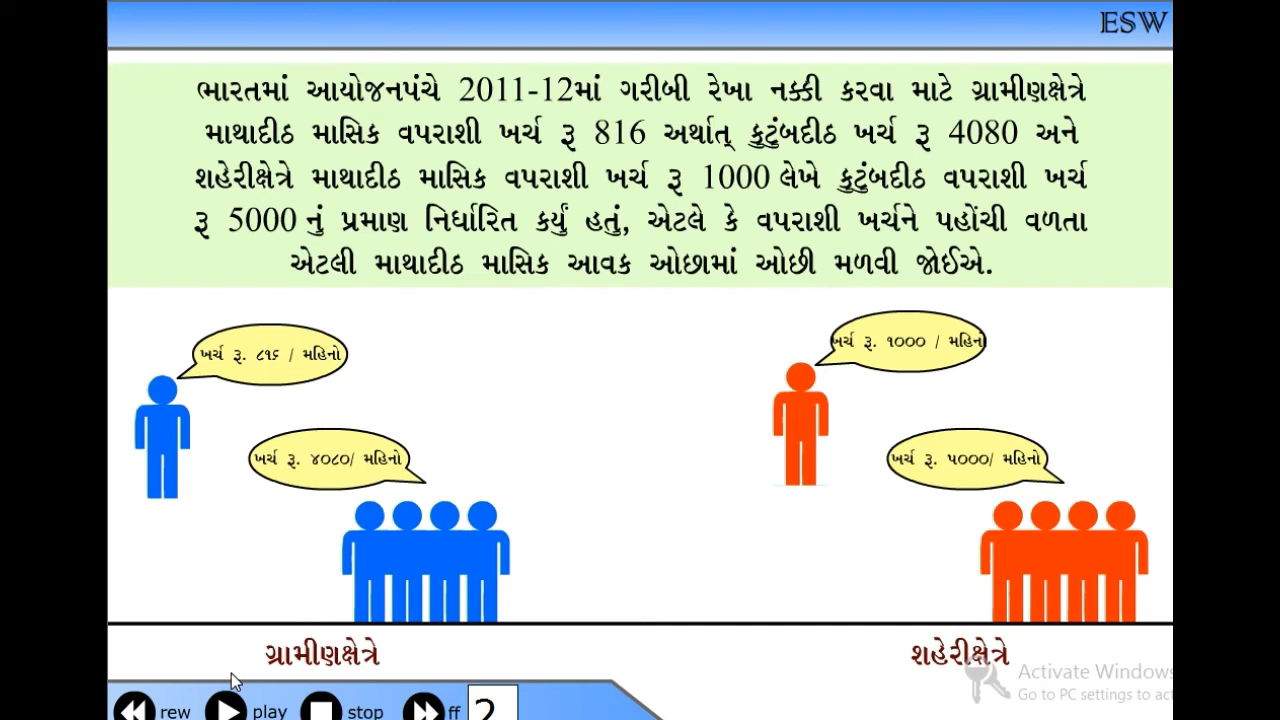 ESW
ભારતમાં આયોજનપંચે 2011-12માં ગરીબી રેખા નક્કી કરવા માટે ગ્રામીણક્ષેત્રે
માથાદીઠ માસિક વપરાશી ખર્ચ રૂ 816 અર્થાત્ કુટુંબદીઠ ખર્ચ રૂ 4080 અને
શહેરીક્ષેત્રે માથાદીઠ માસિક વપરાશી ખર્ચ રૂ 1000 લેખે કુટુંબદીઠ વપરાશી ખર્ચ
રૂ 5000 નું પ્રમાણ નિર્ધારિત કર્યું હતું, એટલે કે વપરાશી ખર્ચને પહોંચી વળતા
એટલી માથાદીઠ માસિક આવક ઓછામાં ઓછી મળવી જોઈએ.
ખર્ચ રૂ. ૮૧૬ / મહિનો
ખર્ચ રૂ. ૧૦૦૦ / મહિનો
ખર્ચ રૂ. ૪૦૮૦/ મહિનો
ખર્ચ રૂ. ૫૦૦૦/ મહિનો
ગ્રામીણક્ષેત્રે
શહેરીક્ષેત્રે
Activate Windows
Go to PC settings to
rew play stop ff 2